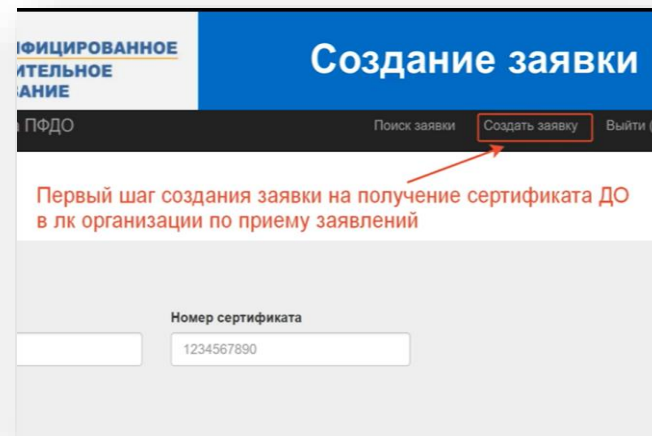 ФИЦИРОВАННОЕ
ИТЕЛЬНОЕ
АНИЕ
Создание заявки
ПФДО
Поиск заявки
Создать заявку
Выйти (
Первый шаг создания заявки на получение сертификата ДО
в лк организации по приему заявлений
Номер сертификата
1234567890